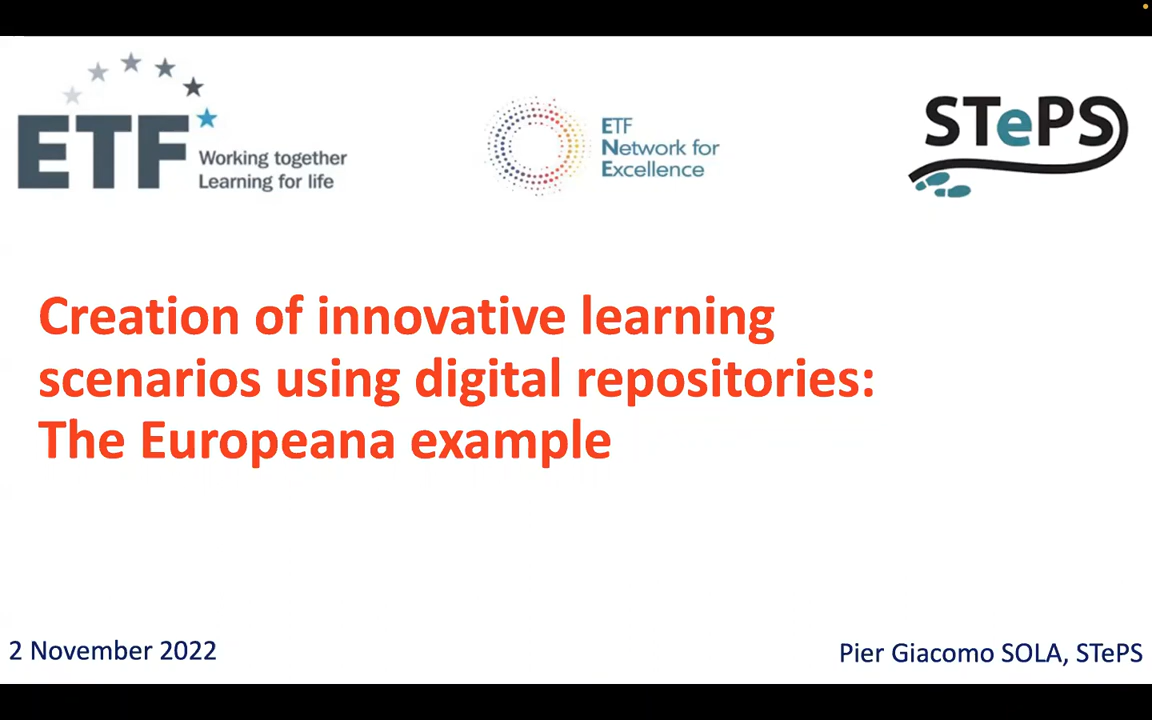 ETF
Working together
Learning for life
ETF
Network for
Excellence
STePS
Creation of innovative learning
scenarios using digital repositories:
The Europeana example
2 November 2022
Pier Giacomo SOLA, STePS